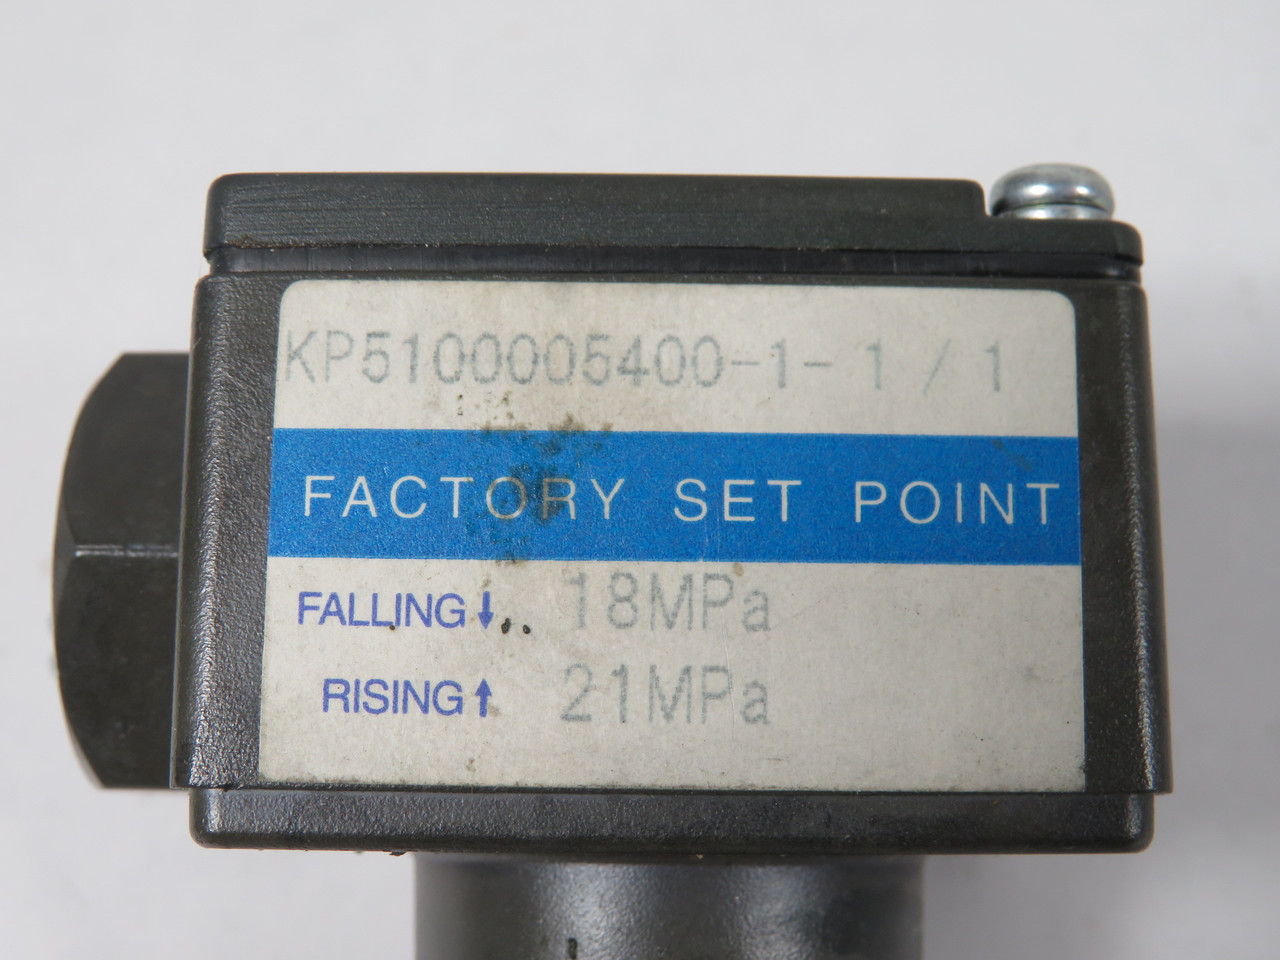 KP5100005400-1- 1 / 1
FACTORY SET POINT
FALLING↓ 18MPa
RISING↑ 21MPa